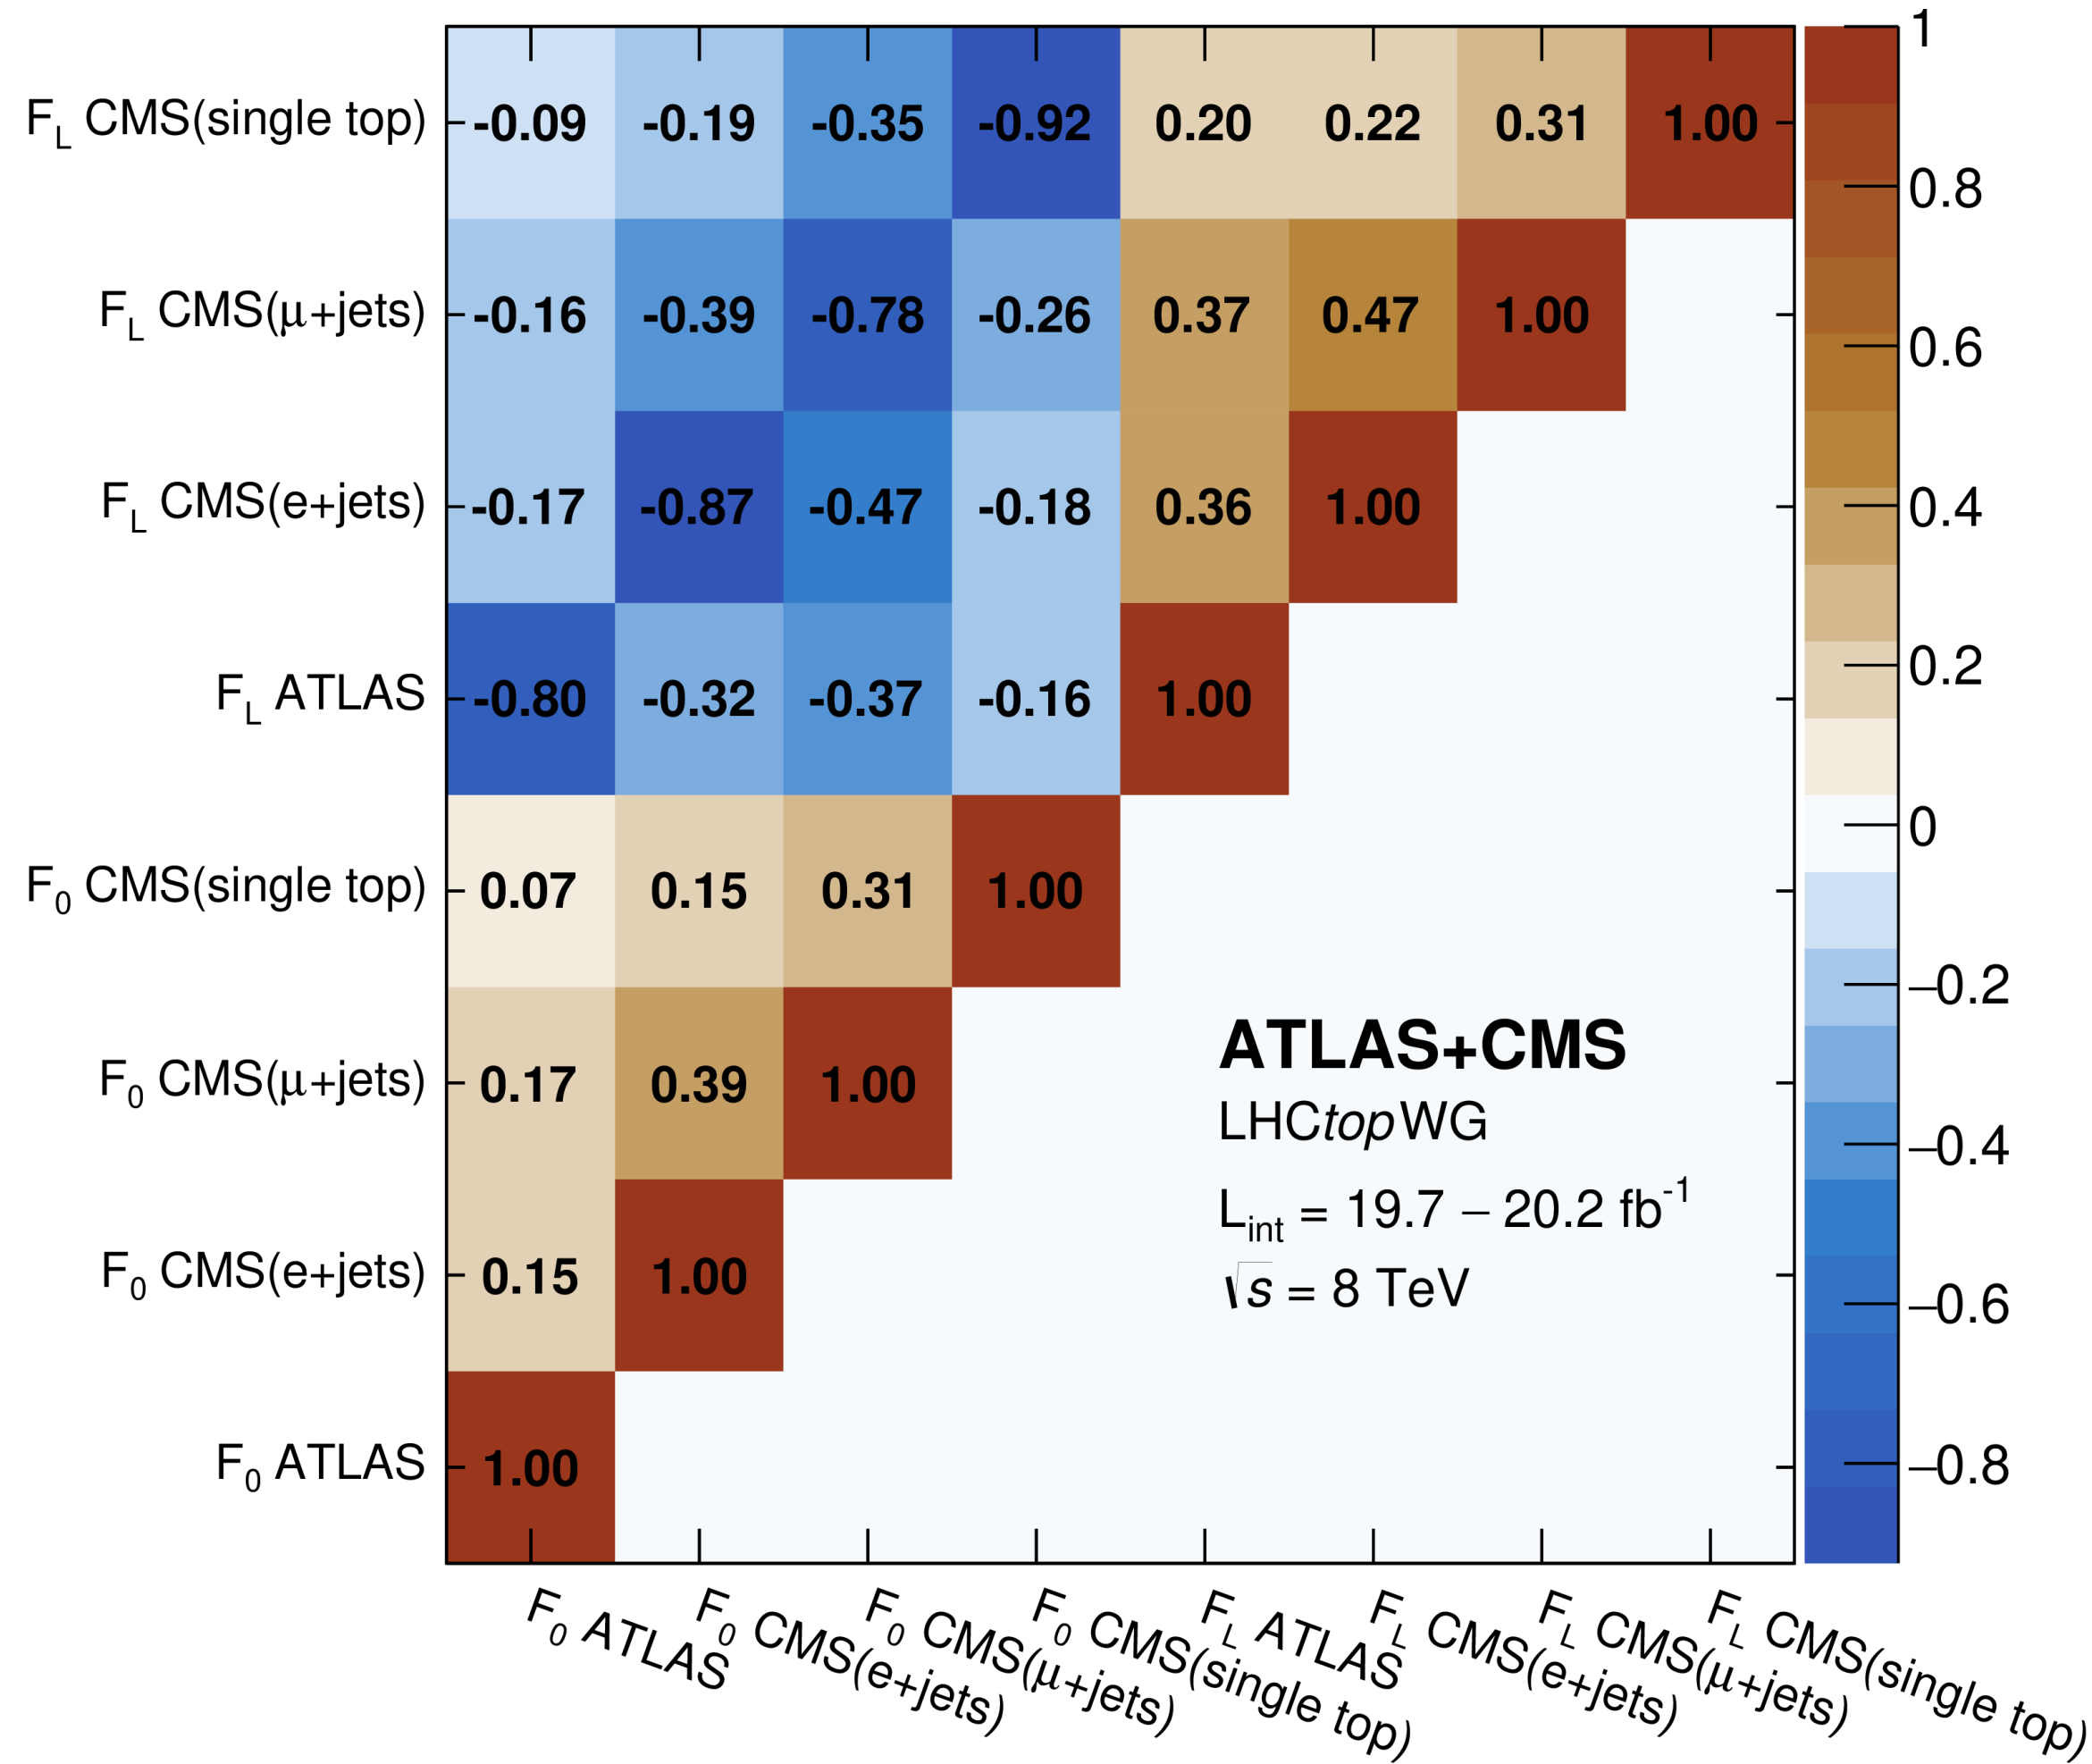 F_L CMS(single top) -0.09 -0.19 -0.35 -0.92 0.20 0.22 0.31 1.00
F_L CMS(μ+jets) -0.16 -0.39 -0.78 -0.26 0.37 0.47 1.00
F_L CMS(e+jets) -0.17 -0.87 -0.47 -0.18 0.36 1.00
F_L ATLAS -0.80 -0.32 -0.37 -0.16 1.00
F_0 CMS(single top) 0.07 0.15 0.31 1.00
F_0 CMS(μ+jets) 0.17 0.39 1.00
F_0 CMS(e+jets) 0.15 1.00
F_0 ATLAS 1.00
ATLAS+CMS
LHCtopWG
L_int = 19.7 – 20.2 fb^-1
√s = 8 TeV
F_0 ATLAS
F_0 CMS(e+jets)
F_0 CMS(μ+jets)
F_0 CMS(single top)
F_L ATLAS
F_L CMS(e+jets)
F_L CMS(μ+jets)
F_L CMS(single top)
1
0.8
0.6
0.4
0.2
0
−0.2
−0.4
−0.6
−0.8